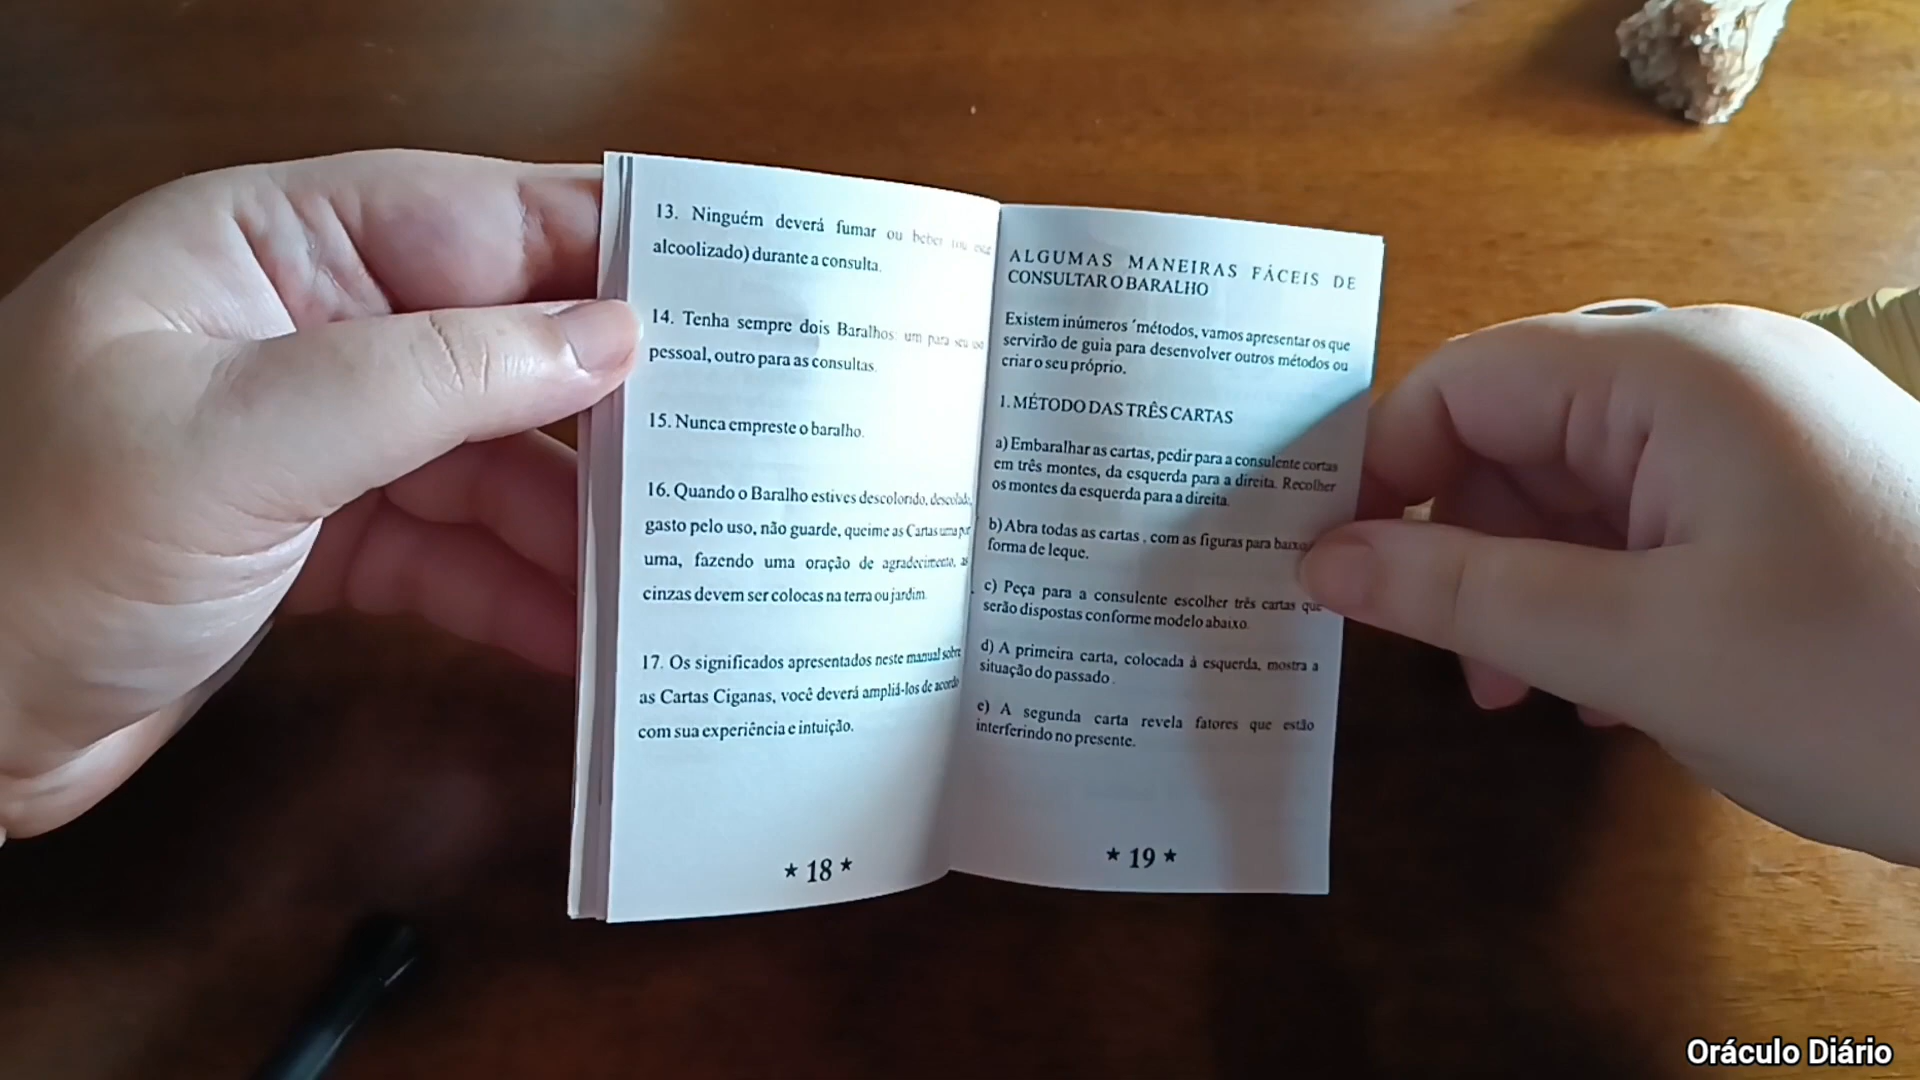 13. Ninguém deverá fumar ou beber (ou
alcoolizado) durante a consulta.
14. Tenha sempre dois Baralhos: um para seu uso
pessoal, outro para as consultas.
15. Nunca empreste o baralho.
16. Quando o Baralho estives descolorido, descolado,
gasto pelo uso, não guarde, queime as Cartas uma por
uma, fazendo uma oração de agradecimento, as
cinzas devem ser colocas na terra ou jardim.
17. Os significados apresentados neste manual sobre
as Cartas Ciganas, você deverá ampliá-los de acordo
com sua experiência e intuição.
★ 18 ★
ALGUMAS MANEIRAS FÁCEIS DE
CONSULTAR O BARALHO
Existem inúmeros ´métodos, vamos apresentar os que
servirão de guia para desenvolver outros métodos ou
criar o seu próprio.
1. MÉTODO DAS TRÊS CARTAS
a) Embaralhar as cartas, pedir para a consulente cortas
em três montes, da esquerda para a direita. Recolher
os montes da esquerda para a direita.
b) Abra todas as cartas , com as figuras para baixo
forma de leque.
c) Peça para a consulente escolher três cartas que
serão dispostas conforme modelo abaixo.
d) A primeira carta, colocada à esquerda, mostra a
situação do passado .
e) A segunda carta revela fatores que estão
interferindo no presente.
★ 19 ★
Oráculo Diário